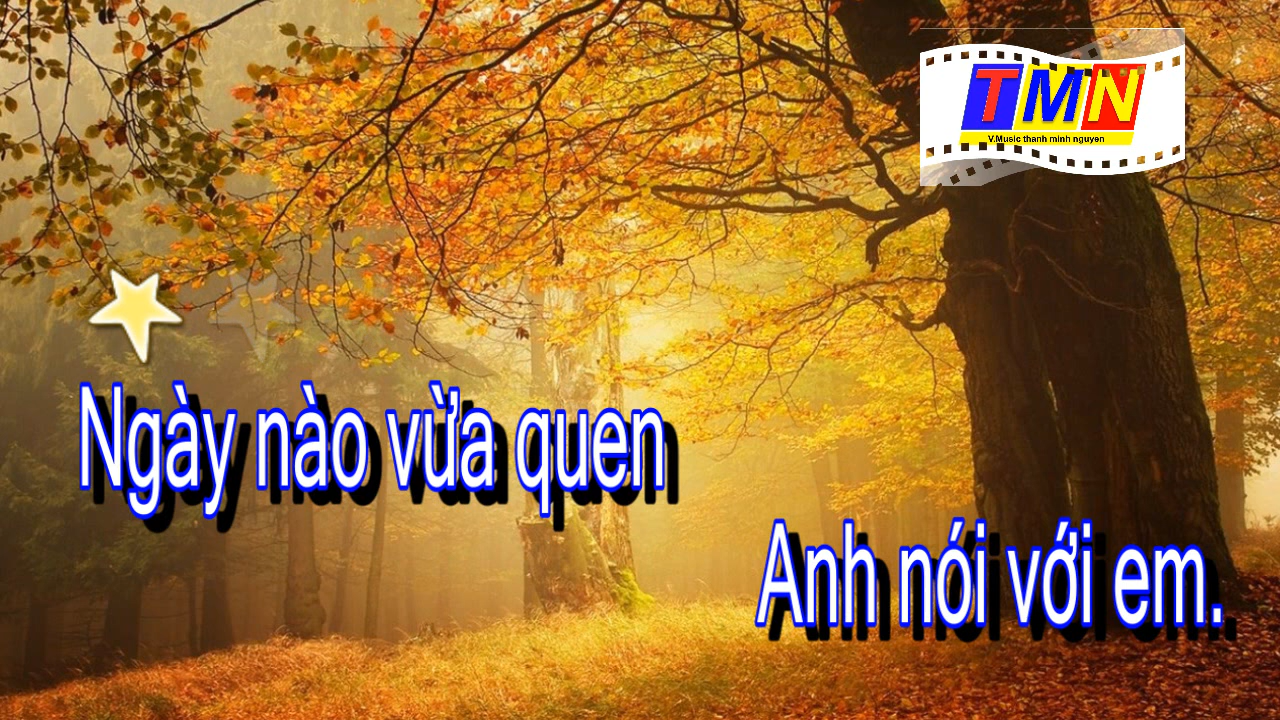 TMN
V.Music thanh minh nguyen
Ngày nào vừa quen
Anh nói với em.